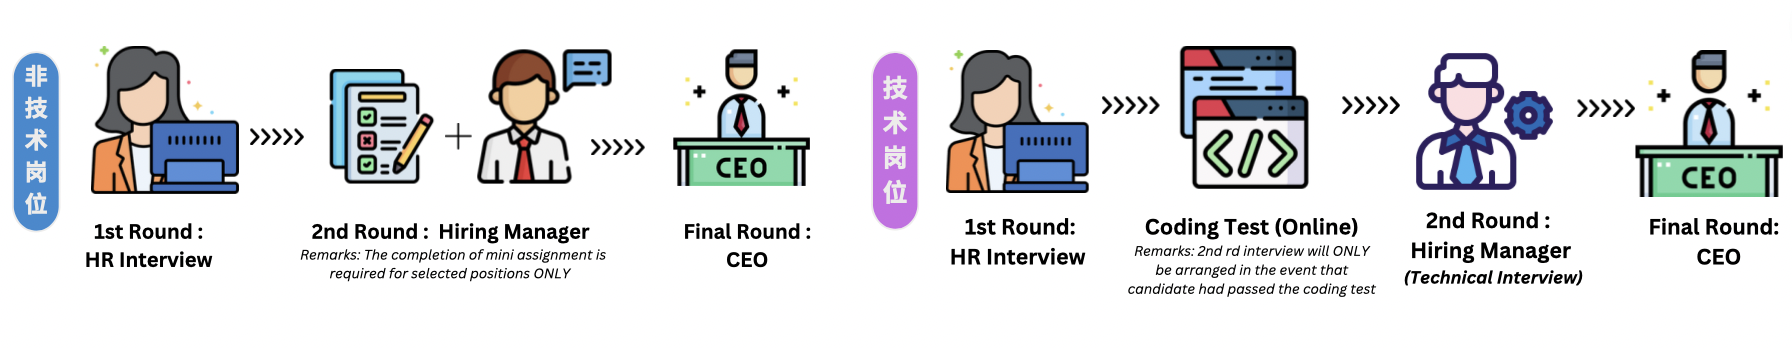 非技术岗位
1st Round :
HR Interview
2nd Round : Hiring Manager
Remarks: The completion of mini assignment is
required for selected positions ONLY
CEO
Final Round :
CEO
技术岗位
1st Round:
HR Interview
</>
Coding Test (Online)
Remarks: 2nd rd interview will ONLY
be arranged in the event that
candidate had passed the coding test
2nd Round :
Hiring Manager
(Technical Interview)
CEO
Final Round:
CEO